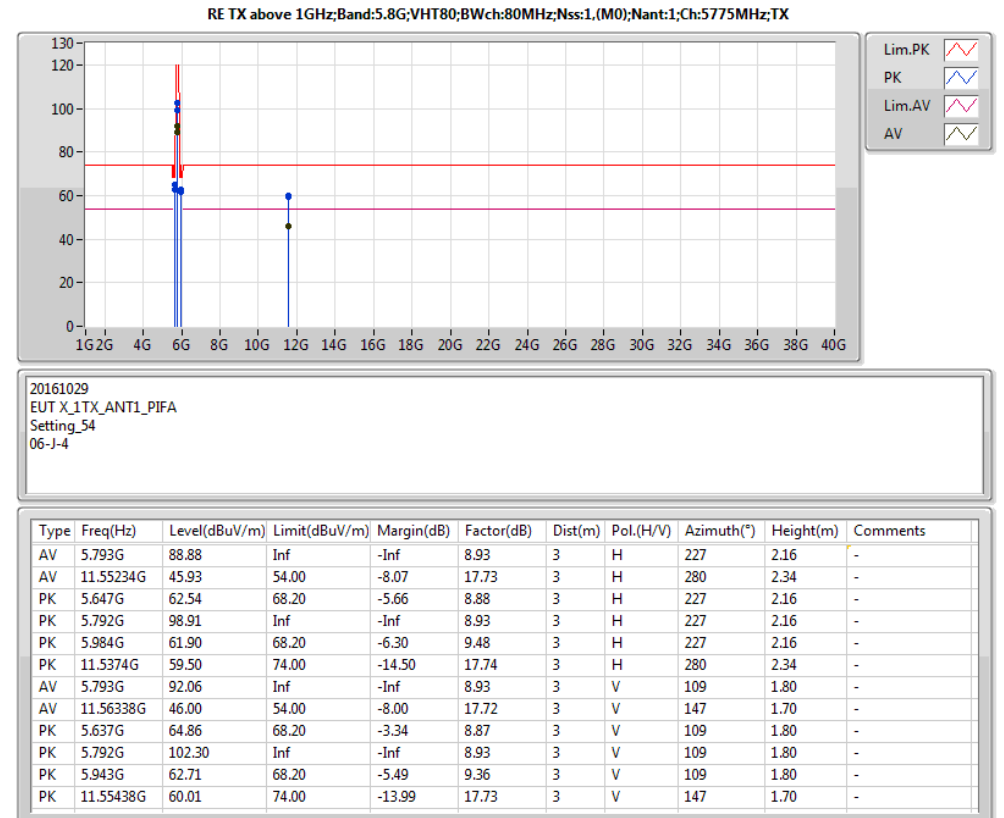 RE TX above 1GHz;Band:5.8G;VHT80;BWch:80MHz;Nss:1,(M0);Nant:1;Ch:5775MHz;TX
130
120
100
80
60
40
20
0
1G 2G 4G 6G 8G 10G 12G 14G 16G 18G 20G 22G 24G 26G 28G 30G 32G 34G 36G 38G 40G
Lim.PK
PK
Lim.AV
AV
20161029
EUT X_1TX_ANT1_PIFA
Setting_54
06-J-4
Type Freq(Hz) Level(dBuV/m) Limit(dBuV/m) Margin(dB) Factor(dB) Dist(m) Pol.(H/V) Azimuth(°) Height(m) Comments
AV 5.793G 88.88 Inf -Inf 8.93 3 H 227 2.16 -
AV 11.55234G 45.93 54.00 -8.07 17.73 3 H 280 2.34 -
PK 5.647G 62.54 68.20 -5.66 8.88 3 H 227 2.16 -
PK 5.792G 98.91 Inf -Inf 8.93 3 H 227 2.16 -
PK 5.984G 61.90 68.20 -6.30 9.48 3 H 227 2.16 -
PK 11.5374G 59.50 74.00 -14.50 17.74 3 H 280 2.34 -
AV 5.793G 92.06 Inf -Inf 8.93 3 V 109 1.80 -
AV 11.56338G 46.00 54.00 -8.00 17.72 3 V 147 1.70 -
PK 5.637G 64.86 68.20 -3.34 8.87 3 V 109 1.80 -
PK 5.792G 102.30 Inf -Inf 8.93 3 V 109 1.80 -
PK 5.943G 62.71 68.20 -5.49 9.36 3 V 109 1.80 -
PK 11.55438G 60.01 74.00 -13.99 17.73 3 V 147 1.70 -